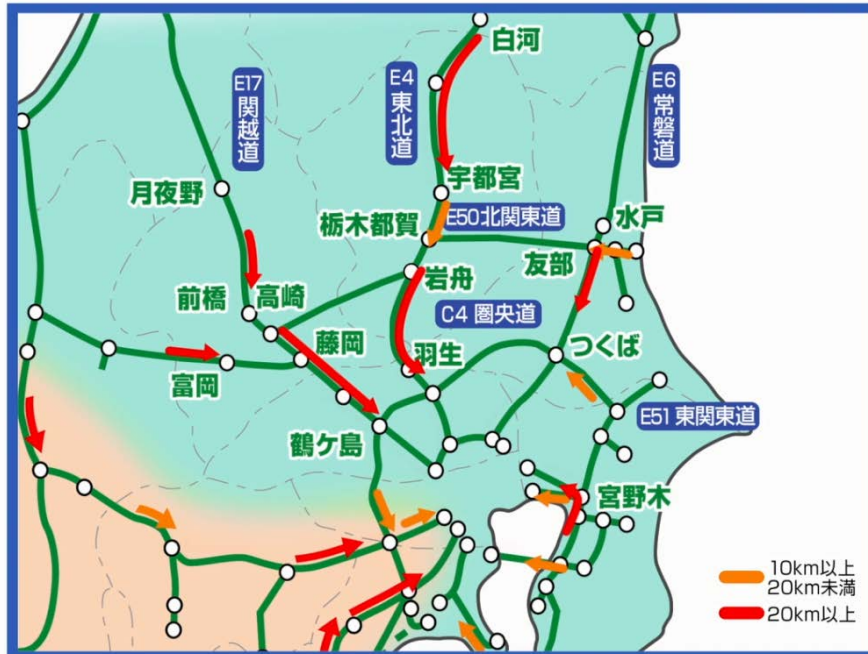 白河
E17
関越道
E4
東北道
E6
常磐道
月夜野
宇都宮
E50北関東道
水戸
栃木都賀
友部
岩舟
前橋
高崎
C4 圏央道
藤岡
羽生
つくば
富岡
E51 東関東道
鶴ケ島
宮野木
10km以上
20km未満
20km以上